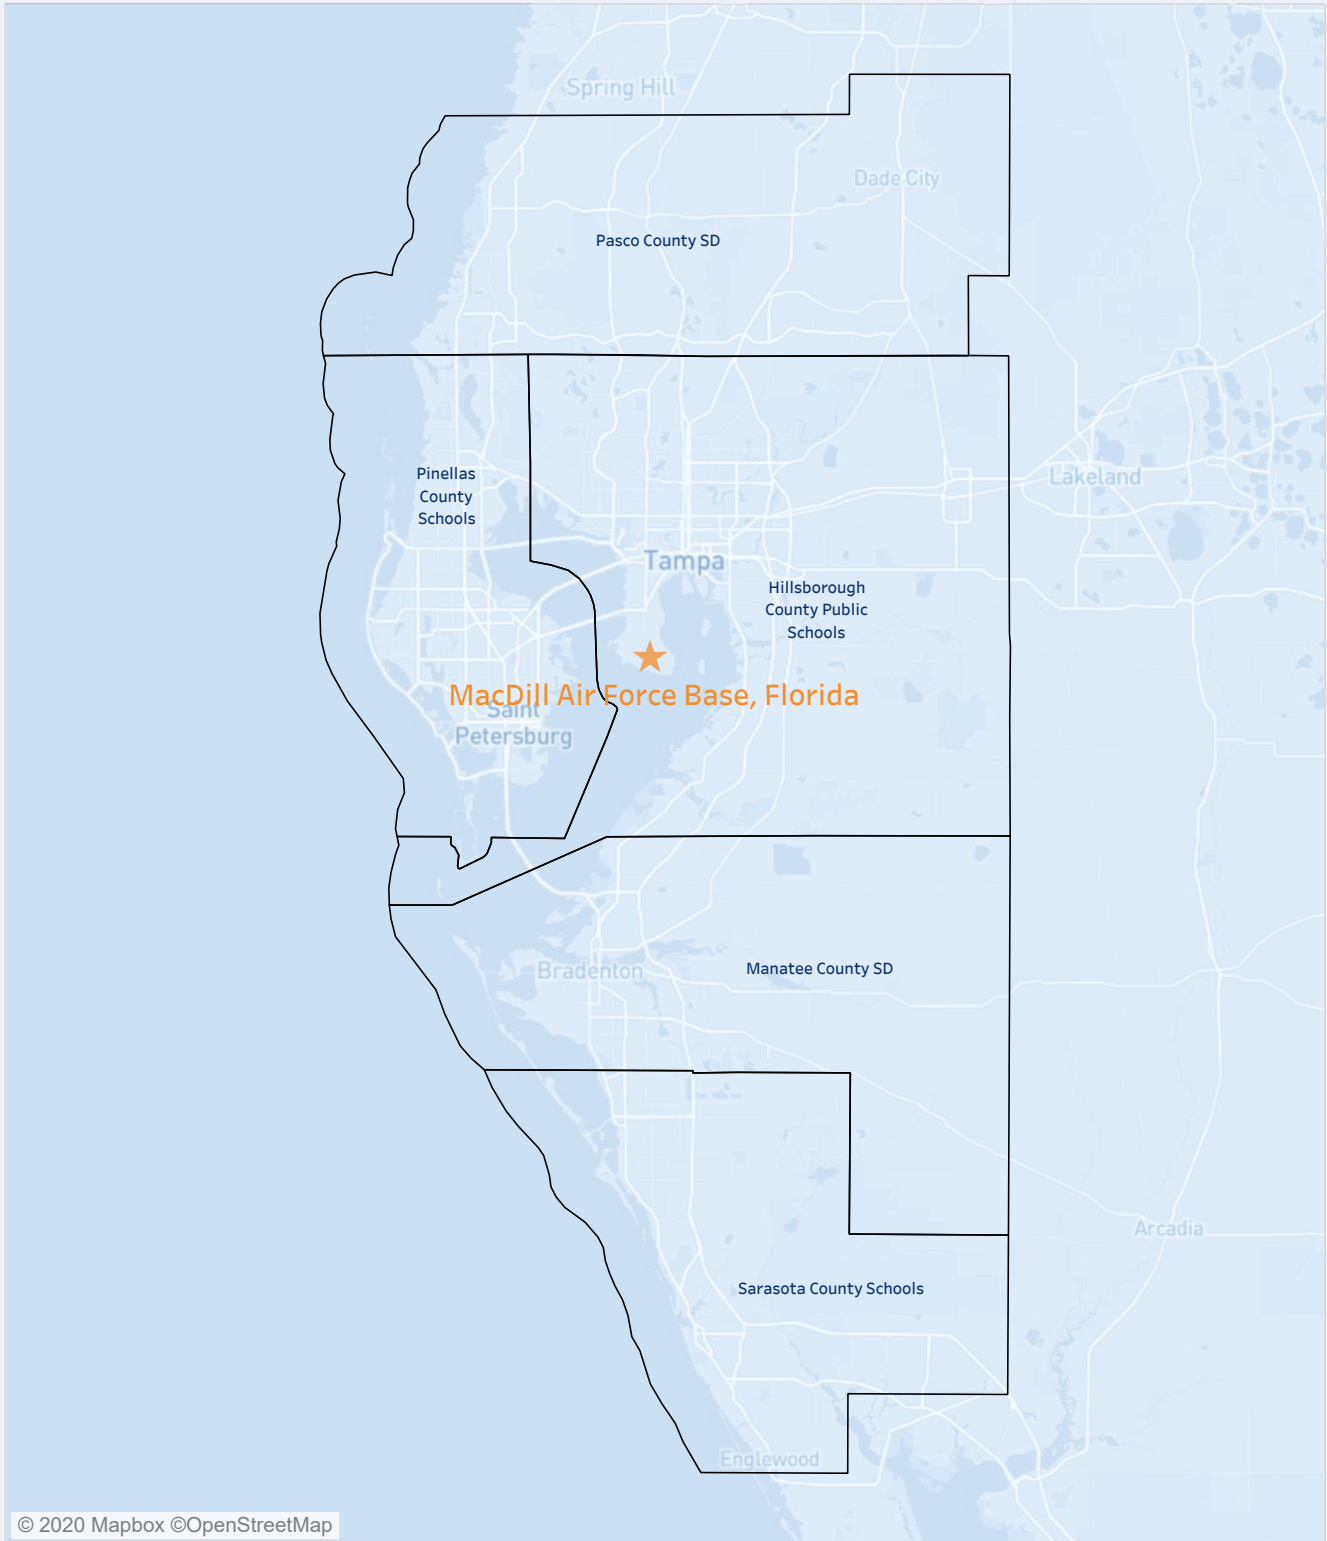 Spring Hill
Dade City
Pasco County SD
Pinellas
County
Schools
Lakeland
Tampa
Hillsborough
County Public
Schools
MacDill Air Force Base, Florida
Saint
Petersburg
Bradenton
Manatee County SD
Arcadia
Sarasota County Schools
Englewood
© 2020 Mapbox ©OpenStreetMap